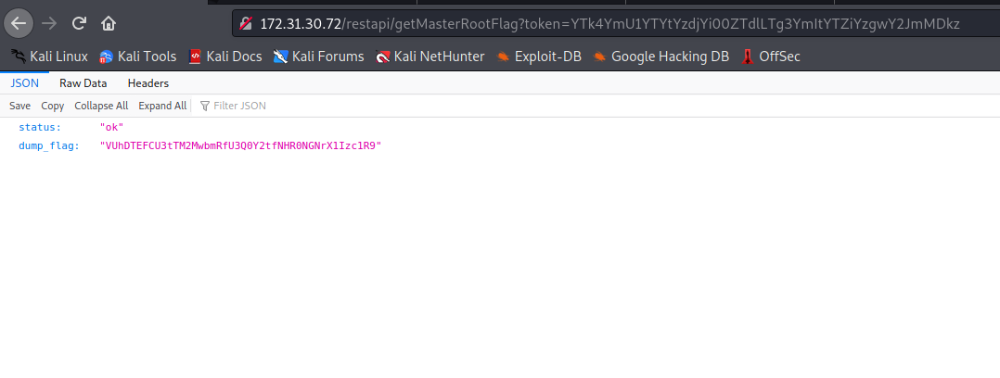 172.31.30.72/restapi/getMasterRootFlag?token=YTk4YmU1YTYtYzdjYi00ZTdlLTg3YmItYTZiYzgwY2JmMDkz
Kali Linux Kali Tools Kali Docs Kali Forums Kali NetHunter Exploit-DB Google Hacking DB OffSec
JSON Raw Data Headers
Save Copy Collapse All Expand All Filter JSON
status: "ok"
dump_flag: "VUhDTEFCU3tTM2MwbmRfU3Q0Y2tfNHR0NGNrX1Izc1R9"